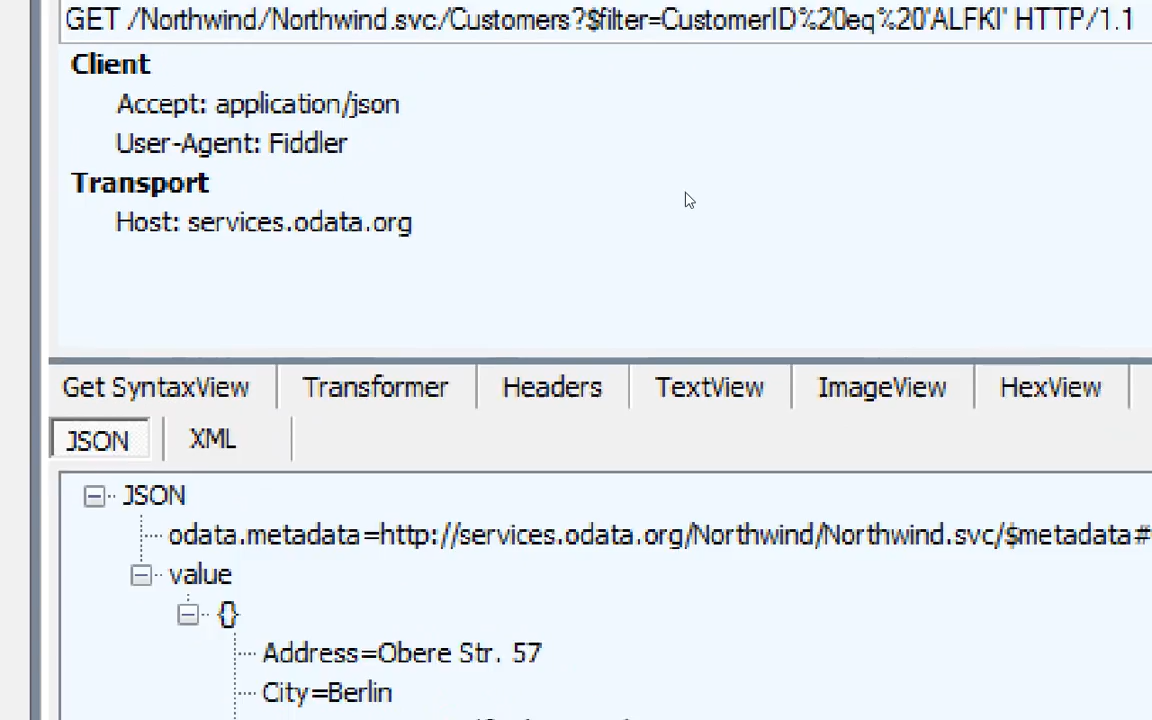 GET /Northwind/Northwind.svc/Customers?$filter=CustomerID%20eq%20'ALFKI' HTTP/1.1
Client
Accept: application/json
User-Agent: Fiddler
Transport
Host: services.odata.org
Get SyntaxView Transformer Headers TextView ImageView HexView
JSON XML
JSON
odata.metadata=http://services.odata.org/Northwind/Northwind.svc/$metadata#
value
{}
Address=Obere Str. 57
City=Berlin